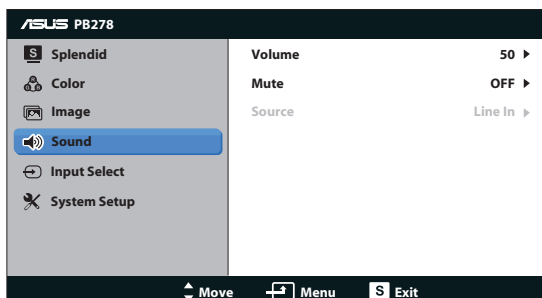 ASUS PB278
S Splendid
Color
Image
Sound
Input Select
System Setup
Volume 50
Mute OFF
Source Line In
Move Menu S Exit